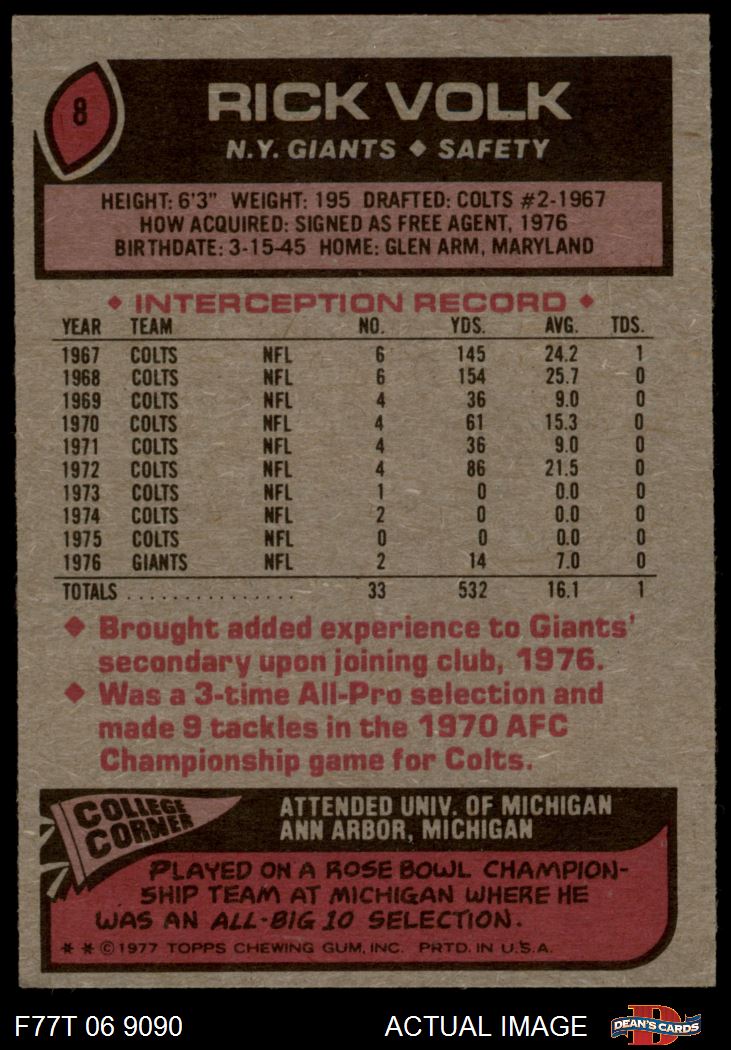 8
RICK VOLK
N.Y. GIANTS ♦ SAFETY
HEIGHT: 6'3" WEIGHT: 195 DRAFTED: COLTS #2-1967
HOW ACQUIRED: SIGNED AS FREE AGENT, 1976
BIRTHDATE: 3-15-45 HOME: GLEN ARM, MARYLAND
♦ INTERCEPTION RECORD ♦
YEAR TEAM NO. YDS. AVG. TDS.
1967 COLTS NFL 6 145 24.2 1
1968 COLTS NFL 6 154 25.7 0
1969 COLTS NFL 4 36 9.0 0
1970 COLTS NFL 4 61 15.3 0
1971 COLTS NFL 4 36 9.0 0
1972 COLTS NFL 4 86 21.5 0
1973 COLTS NFL 1 0 0.0 0
1974 COLTS NFL 2 0 0.0 0
1975 COLTS NFL 0 0 0.0 0
1976 GIANTS NFL 2 14 7.0 0
TOTALS . . . . . . . . . . . . . . . 33 532 16.1 1
♦ Brought added experience to Giants'
secondary upon joining club, 1976.
♦ Was a 3-time All-Pro selection and
made 9 tackles in the 1970 AFC
Championship game for Colts.
COLLEGE
CORNER
ATTENDED UNIV. OF MICHIGAN
ANN ARBOR, MICHIGAN
PLAYED ON A ROSE BOWL CHAMPION-
SHIP TEAM AT MICHIGAN WHERE HE
WAS AN ALL-BIG 10 SELECTION.
* * © 1977 TOPPS CHEWING GUM, INC. PRTD. IN U.S.A.
F77T 06 9090 ACTUAL IMAGE
D
DEAN'S CARDS